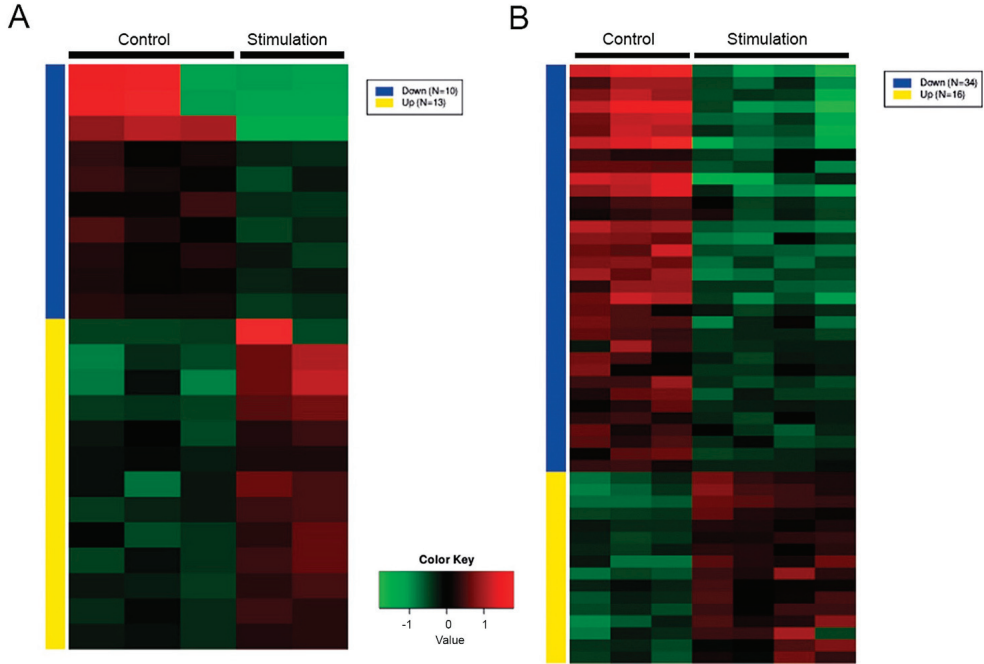 A
Control Stimulation
Down (N=10)
Up (N=13)
B
Control Stimulation
Down (N=34)
Up (N=16)
Color Key
-1 0 1
Value